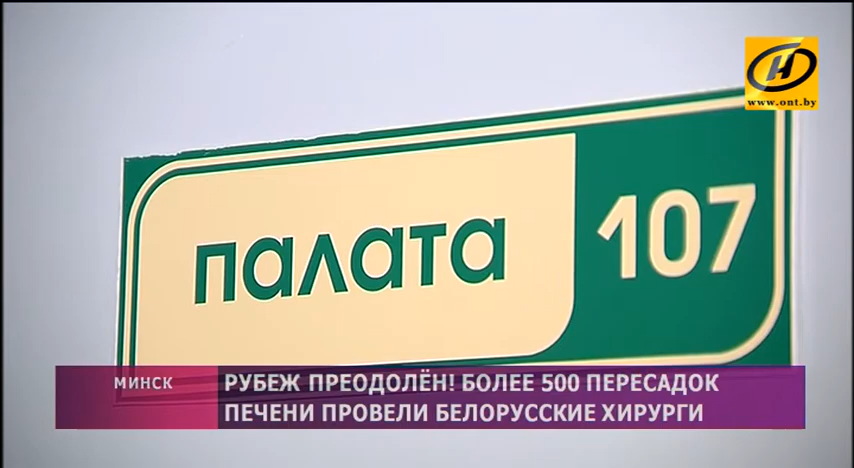 www.ont.by
палата
107
МИНСК
РУБЕЖ ПРЕОДОЛЁН! БОЛЕЕ 500 ПЕРЕСАДОК
ПЕЧЕНИ ПРОВЕЛИ БЕЛОРУССКИЕ ХИРУРГИ